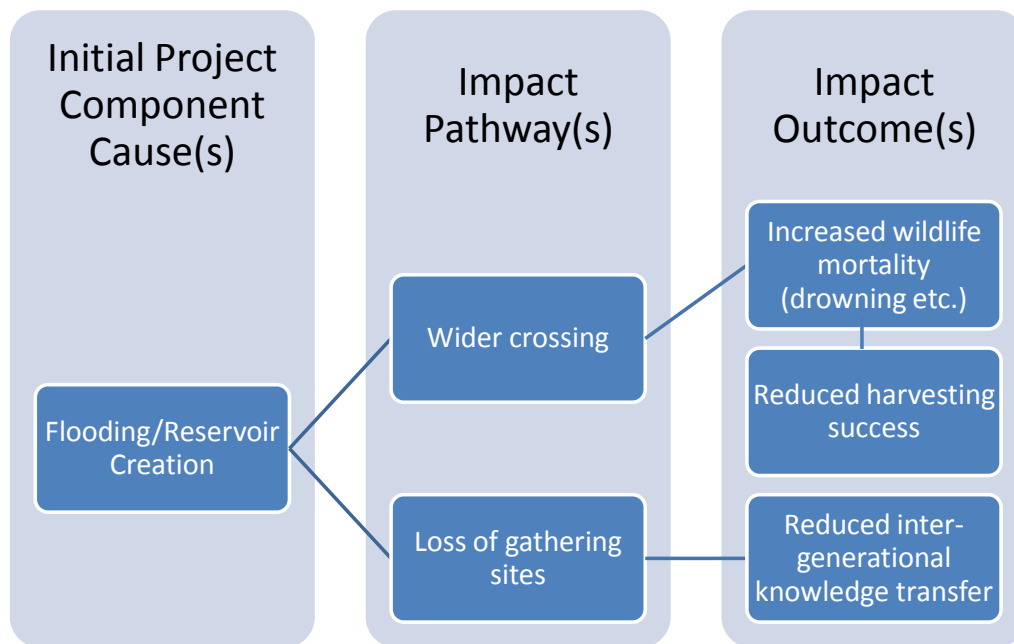 Initial Project
Component
Cause(s)
Impact
Pathway(s)
Impact
Outcome(s)
Flooding/Reservoir
Creation
Wider crossing
Loss of gathering
sites
Increased wildlife
mortality
(drowning etc.)
Reduced harvesting
success
Reduced inter-
generational
knowledge transfer